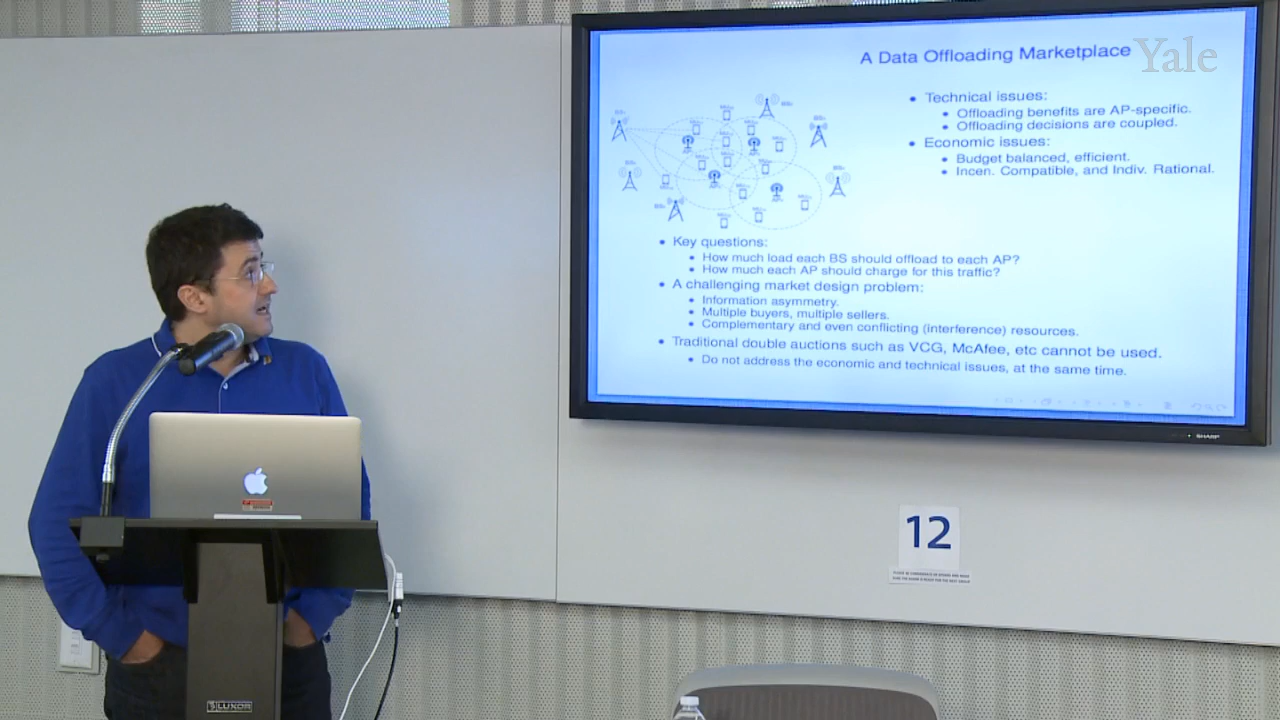 Yale
A Data Offloading Marketplace
• Technical issues:
• Offloading benefits are AP-specific.
• Offloading decisions are coupled.
• Economic issues:
• Budget balanced, efficient.
• Incen. Compatible, and Indiv. Rational.
• Key questions:
• How much load each BS should offload to each AP?
• How much each AP should charge for this traffic?
• A challenging market design problem:
• Information asymmetry.
• Multiple buyers, multiple sellers.
• Complementary and even conflicting (interference) resources.
• Traditional double auctions such as VCG, McAfee, etc cannot be used.
• Do not address the economic and technical issues, at the same time.
SHARP
12
LUXOR